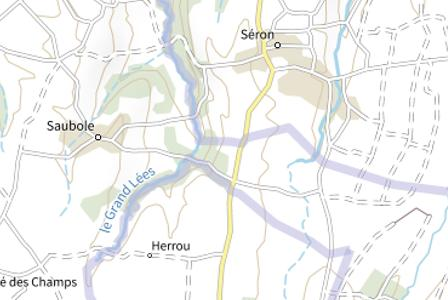 Séron
Saubole
le Grand Lées
Herrou
é des Champs